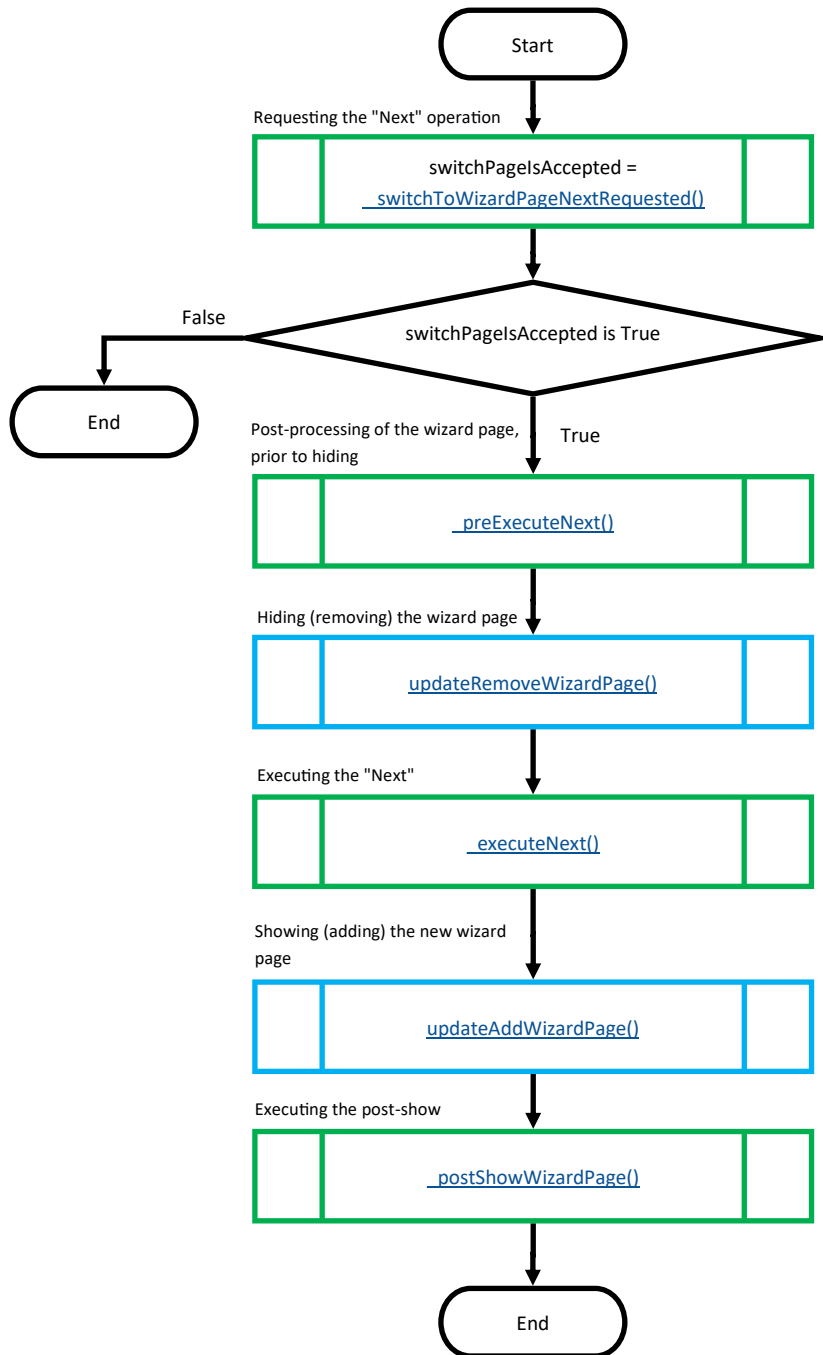 Start
Requesting the "Next" operation
switchPageIsAccepted =
_switchToWizardPageNextRequested()
False
switchPageIsAccepted is True
End
Post-processing of the wizard page,
prior to hiding
True
_preExecuteNext()
Hiding (removing) the wizard page
updateRemoveWizardPage()
Executing the "Next"
_executeNext()
Showing (adding) the new wizard
page
updateAddWizardPage()
Executing the post-show
_postShowWizardPage()
End